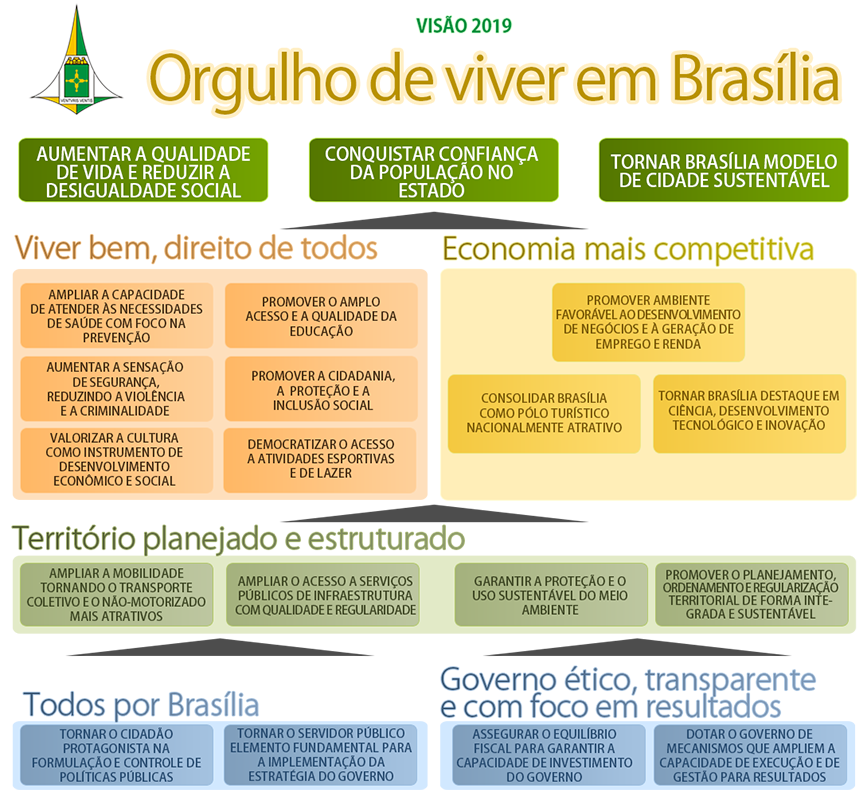 VISÃO 2019
Orgulho de viver em Brasília
VENTVRIS VENTIS
AUMENTAR A QUALIDADE
DE VIDA E REDUZIR A
DESIGUALDADE SOCIAL
CONQUISTAR CONFIANÇA
DA POPULAÇÃO NO
ESTADO
TORNAR BRASÍLIA MODELO
DE CIDADE SUSTENTÁVEL
Viver bem, direito de todos
AMPLIAR A CAPACIDADE
DE ATENDER ÀS NECESSIDADES
DE SAÚDE COM FOCO NA
PREVENÇÃO
PROMOVER O AMPLO
ACESSO E A QUALIDADE DA
EDUCAÇÃO
AUMENTAR A SENSAÇÃO
DE SEGURANÇA,
REDUZINDO A VIOLÊNCIA
E A CRIMINALIDADE
PROMOVER A CIDADANIA,
A PROTEÇÃO E A
INCLUSÃO SOCIAL
VALORIZAR A CULTURA
COMO INSTRUMENTO DE
DESENVOLVIMENTO
ECONÔMICO E SOCIAL
DEMOCRATIZAR O ACESSO
A ATIVIDADES ESPORTIVAS
E DE LAZER
Economia mais competitiva
PROMOVER AMBIENTE
FAVORÁVEL AO DESENVOLVIMENTO
DE NEGÓCIOS E À GERAÇÃO DE
EMPREGO E RENDA
CONSOLIDAR BRASÍLIA
COMO PÓLO TURÍSTICO
NACIONALMENTE ATRATIVO
TORNAR BRASÍLIA DESTAQUE EM
CIÊNCIA, DESENVOLVIMENTO
TECNOLÓGICO E INOVAÇÃO
Território planejado e estruturado
AMPLIAR A MOBILIDADE
TORNANDO O TRANSPORTE
COLETIVO E O NÃO-MOTORIZADO
MAIS ATRATIVOS
AMPLIAR O ACESSO A SERVIÇOS
PÚBLICOS DE INFRAESTRUTURA
COM QUALIDADE E REGULARIDADE
GARANTIR A PROTEÇÃO E O
USO SUSTENTÁVEL DO MEIO
AMBIENTE
PROMOVER O PLANEJAMENTO,
ORDENAMENTO E REGULARIZAÇÃO
TERRITORIAL DE FORMA INTE-
GRADA E SUSTENTÁVEL
Todos por Brasília
TORNAR O CIDADÃO
PROTAGONISTA NA
FORMULAÇÃO E CONTROLE DE
POLÍTICAS PÚBLICAS
TORNAR O SERVIDOR PÚBLICO
ELEMENTO FUNDAMENTAL PARA
A IMPLEMENTAÇÃO DA
ESTRATÉGIA DO GOVERNO
Governo ético, transparente
e com foco em resultados
ASSEGURAR O EQUILÍBRIO
FISCAL PARA GARANTIR A
CAPACIDADE DE INVESTIMENTO
DO GOVERNO
DOTAR O GOVERNO DE
MECANISMOS QUE AMPLIEM A
CAPACIDADE DE EXECUÇÃO E DE
GESTÃO PARA RESULTADOS